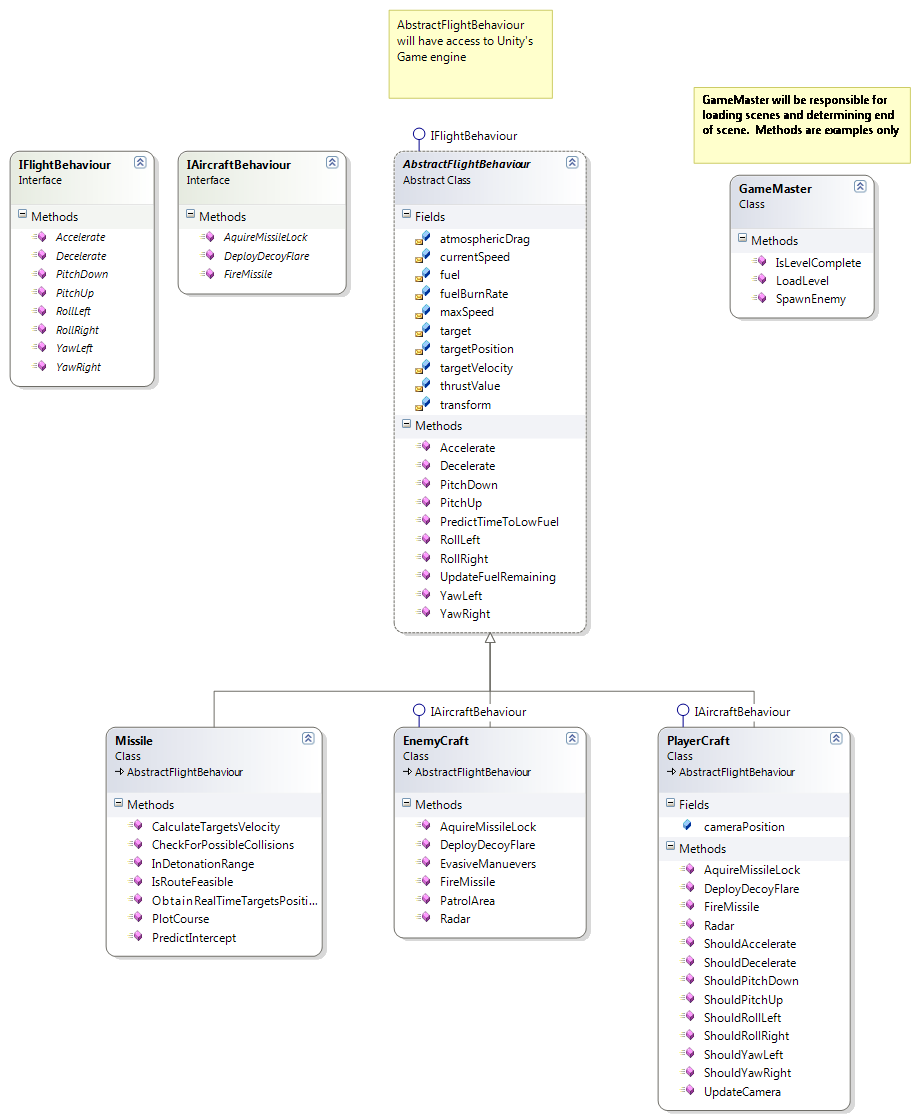 AbstractFlightBehaviour
will have access to Unity's
Game engine
GameMaster will be responsible for
loading scenes and determining end
of scene. Methods are examples only
IFlightBehaviour
Interface
Methods
Accelerate
Decelerate
PitchDown
PitchUp
RollLeft
RollRight
YawLeft
YawRight
IAircraftBehaviour
Interface
Methods
AquireMissileLock
DeployDecoyFlare
FireMissile
IFlightBehaviour
AbstractFlightBehaviour
Abstract Class
Fields
atmosphericDrag
currentSpeed
fuel
fuelBurnRate
maxSpeed
target
targetPosition
targetVelocity
thrustValue
transform
Methods
Accelerate
Decelerate
PitchDown
PitchUp
PredictTimeToLowFuel
RollLeft
RollRight
UpdateFuelRemaining
YawLeft
YawRight
GameMaster
Class
Methods
IsLevelComplete
LoadLevel
SpawnEnemy
Missile
Class
AbstractFlightBehaviour
Methods
CalculateTargetsVelocity
CheckForPossibleCollisions
InDetonationRange
IsRouteFeasible
ObtainRealTimeTargetsPositi...
PlotCourse
PredictIntercept
IAircraftBehaviour
EnemyCraft
Class
AbstractFlightBehaviour
Methods
AquireMissileLock
DeployDecoyFlare
EvasiveManuevers
FireMissile
PatrolArea
Radar
IAircraftBehaviour
PlayerCraft
Class
AbstractFlightBehaviour
Fields
cameraPosition
Methods
AquireMissileLock
DeployDecoyFlare
FireMissile
Radar
ShouldAccelerate
ShouldDecelerate
ShouldPitchDown
ShouldPitchUp
ShouldRollLeft
ShouldRollRight
ShouldYawLeft
ShouldYawRight
UpdateCamera